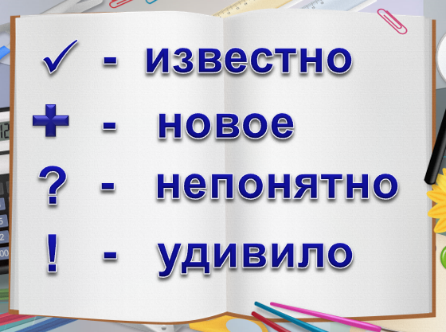 ✓ - известно
+ - новое
? - непонятно
! - удивило